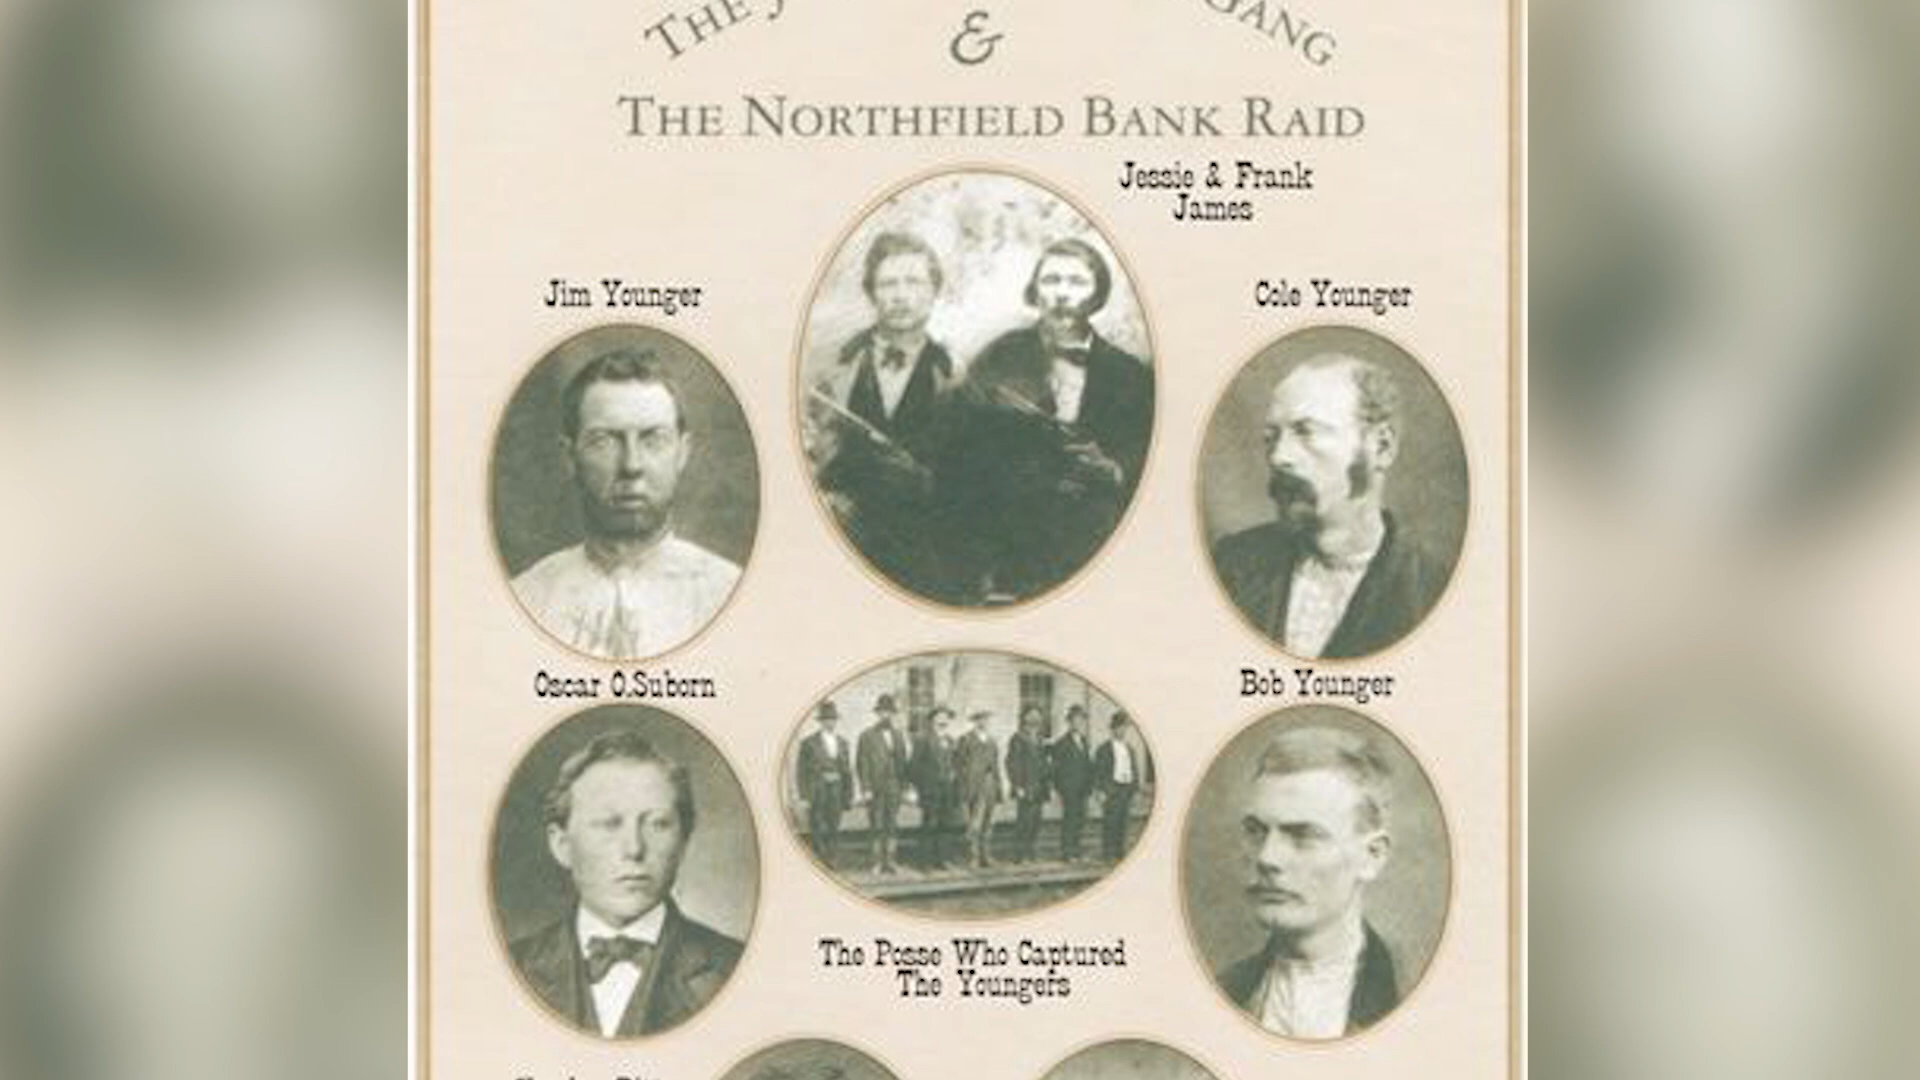 The
Gang
&
The Northfield Bank Raid
Jessie & Frank
James
Jim Younger
Cole Younger
Oscar O.Suborn
Bob Younger
The Posse Who Captured
The Youngers